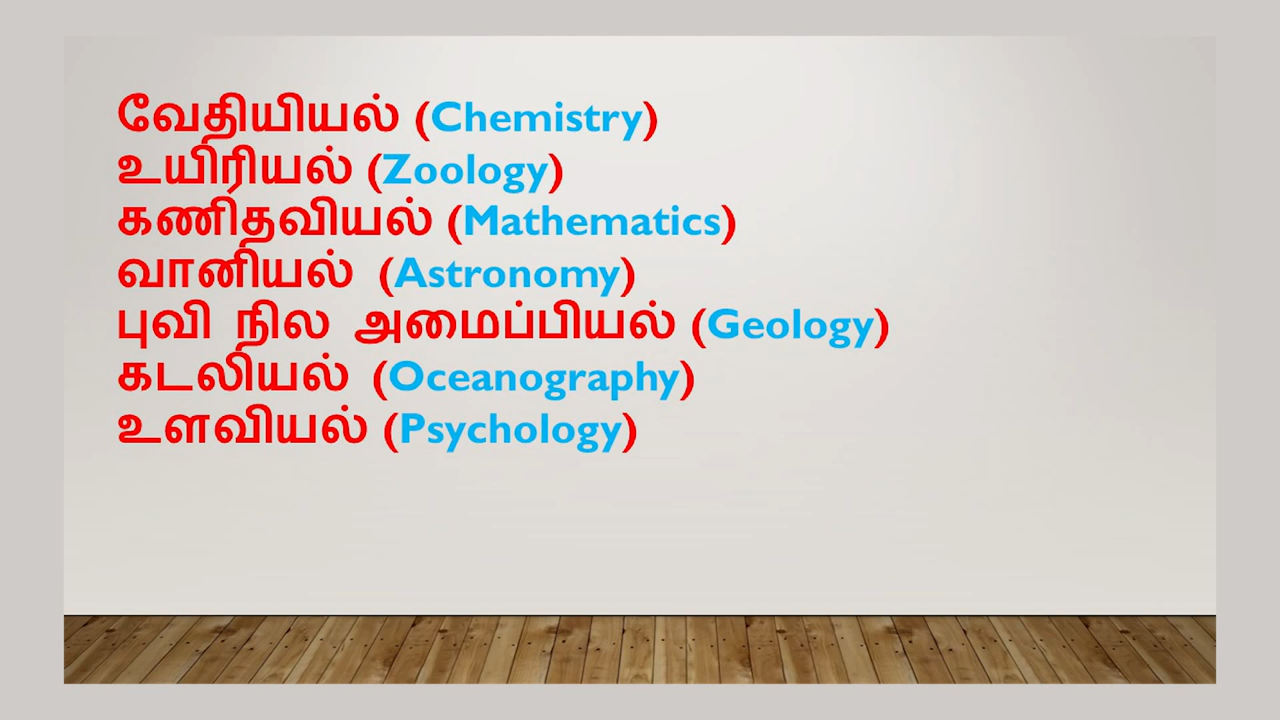 வேதியியல் (Chemistry)
உயிரியல் (Zoology)
கணிதவியல் (Mathematics)
வானியல் (Astronomy)
புவி நில அமைப்பியல் (Geology)
கடலியல் (Oceanography)
உளவியல் (Psychology)